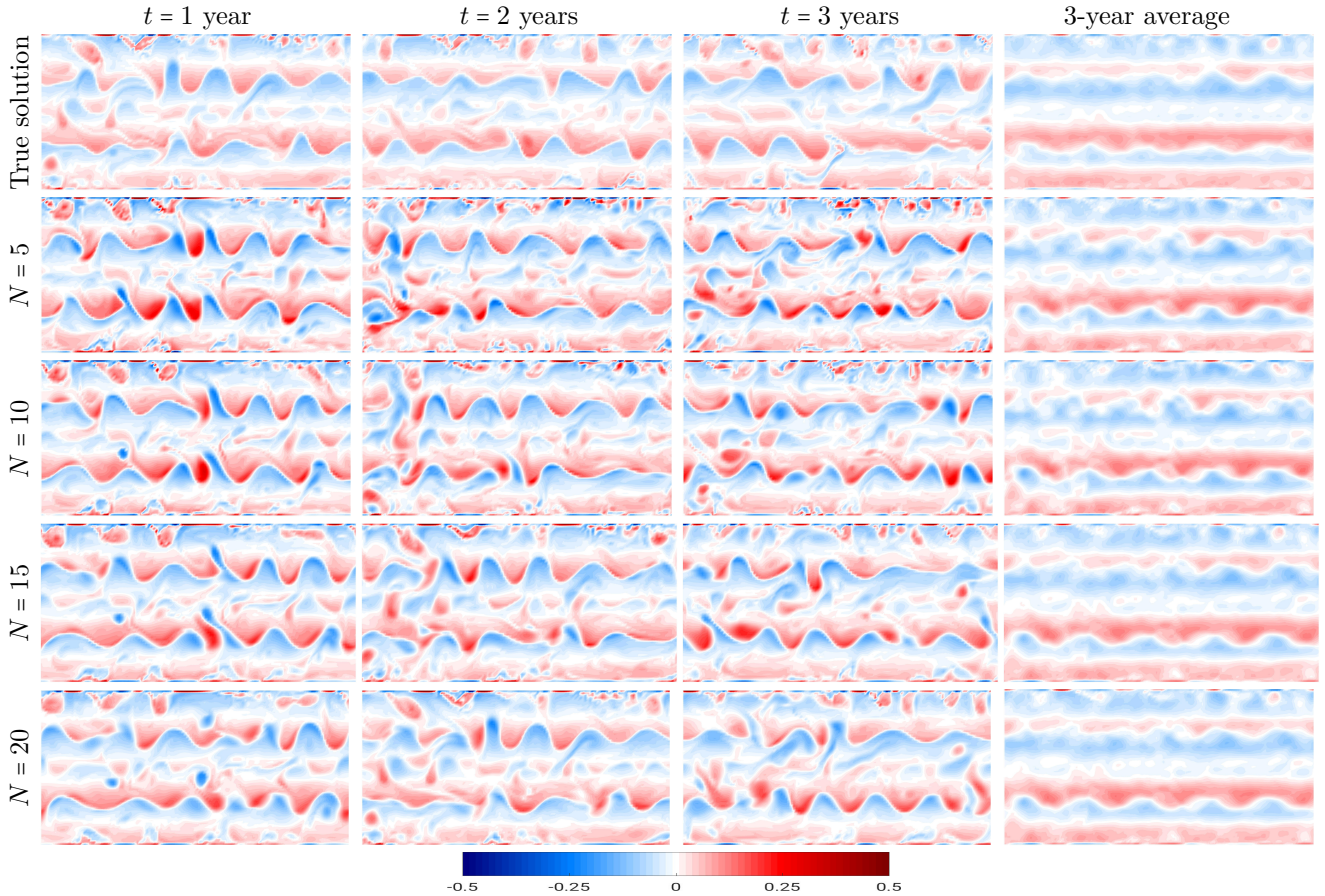 t = 1 year
t = 2 years
t = 3 years
3-year average
True solution
N = 5
N = 10
N = 15
N = 20
-0.5
-0.25
0
0.25
0.5